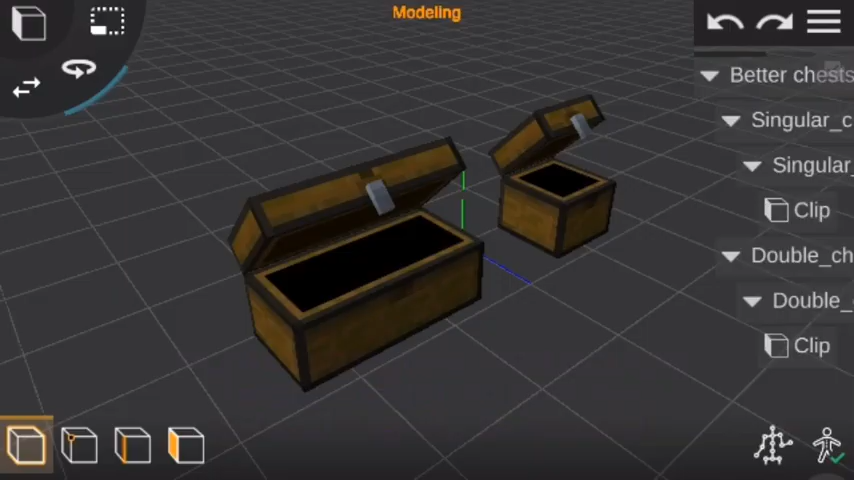 Modeling
Better chests
Singular_c
Singular_
Clip
Double_ch
Double_
Clip